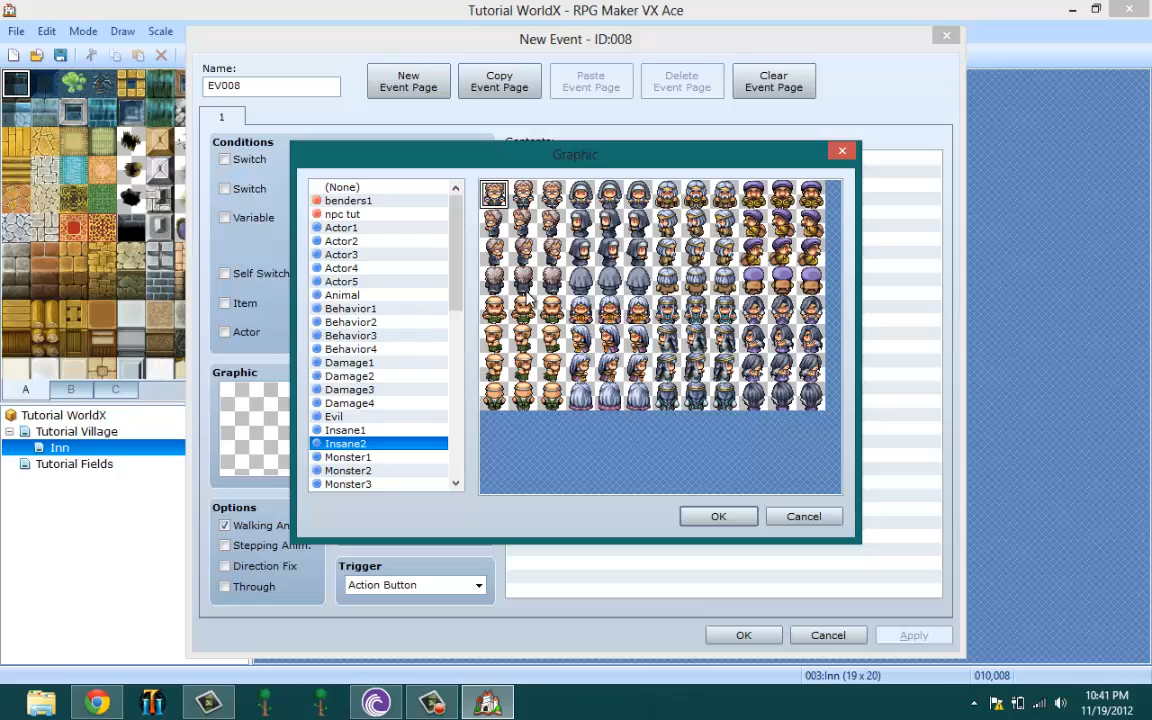 Tutorial WorldX - RPG Maker VX Ace
File Edit Mode Draw Scale
New Event - ID:008
Name:
EV008
New Event Page
Copy Event Page
Paste Event Page
Delete Event Page
Clear Event Page
1
Conditions
Switch
Switch
Variable
Self Switch
Item
Actor
Graphic
Options
Walking An
Stepping Anim.
Direction Fix
Through
Trigger
Action Button
Contents:
Graphic
(None)
benders1
npc tut
Actor1
Actor2
Actor3
Actor4
Actor5
Animal
Behavior1
Behavior2
Behavior3
Behavior4
Damage1
Damage2
Damage3
Damage4
Evil
Insane1
Insane2
Monster1
Monster2
Monster3
OK Cancel
OK Cancel Apply
A B C
Tutorial WorldX
Tutorial Village
Inn
Tutorial Fields
003:Inn (19 x 20) 010,008
10:41 PM
11/19/2012